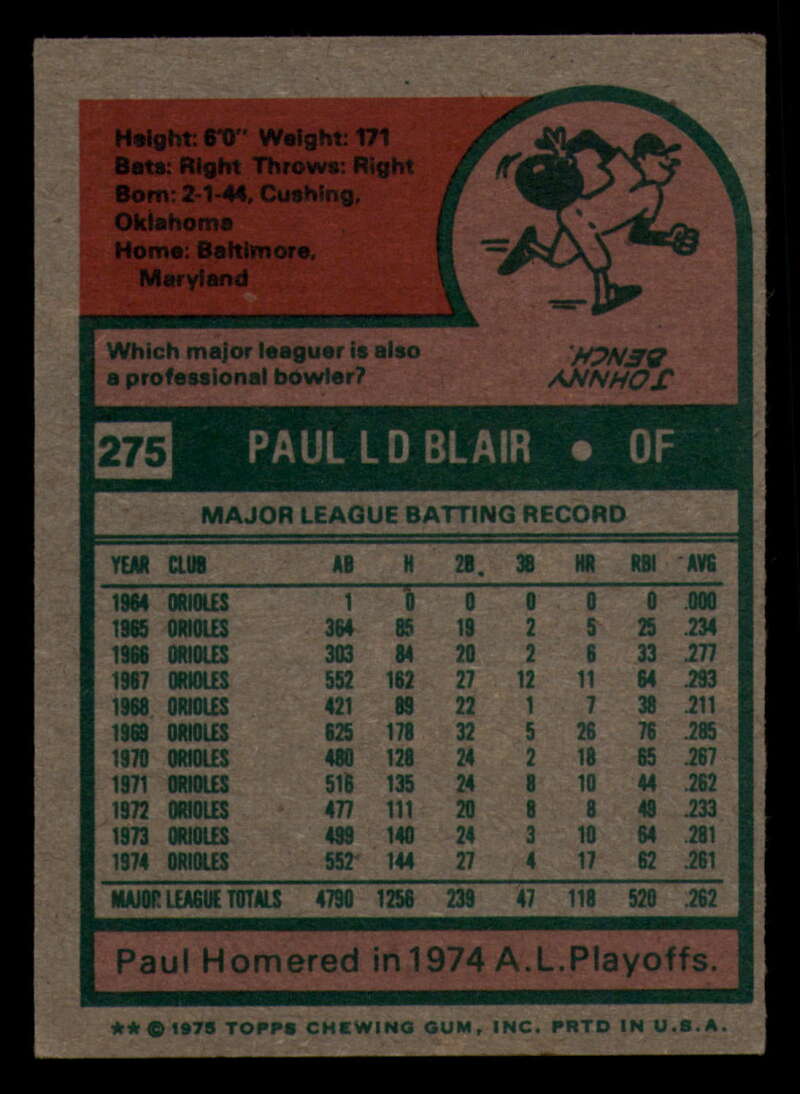 Height: 6'0" Weight: 171
Bats: Right Throws: Right
Born: 2-1-44, Cushing,
Oklahoma
Home: Baltimore,
Maryland
Which major leaguer is also
a professional bowler?
JOHNNY
BENCH.
275 PAUL L D BLAIR • OF
MAJOR LEAGUE BATTING RECORD
YEAR CLUB AB H 2B. 3B HR RBI AVG
1964 ORIOLES 1 0 0 0 0 0 .000
1965 ORIOLES 364 85 19 2 5 25 .234
1966 ORIOLES 303 84 20 2 6 33 .277
1967 ORIOLES 552 162 27 12 11 64 .293
1968 ORIOLES 421 89 22 1 7 38 .211
1969 ORIOLES 625 178 32 5 26 76 .285
1970 ORIOLES 480 128 24 2 18 65 .267
1971 ORIOLES 516 135 24 8 10 44 .262
1972 ORIOLES 477 111 20 8 8 49 .233
1973 ORIOLES 499 140 24 3 10 64 .281
1974 ORIOLES 552 144 27 4 17 62 .261
MAJOR LEAGUE TOTALS 4790 1256 239 47 118 520 .262
Paul Homered in 1974 A.L. Playoffs.
** © 1975 TOPPS CHEWING GUM, INC. PRTD IN U.S.A.